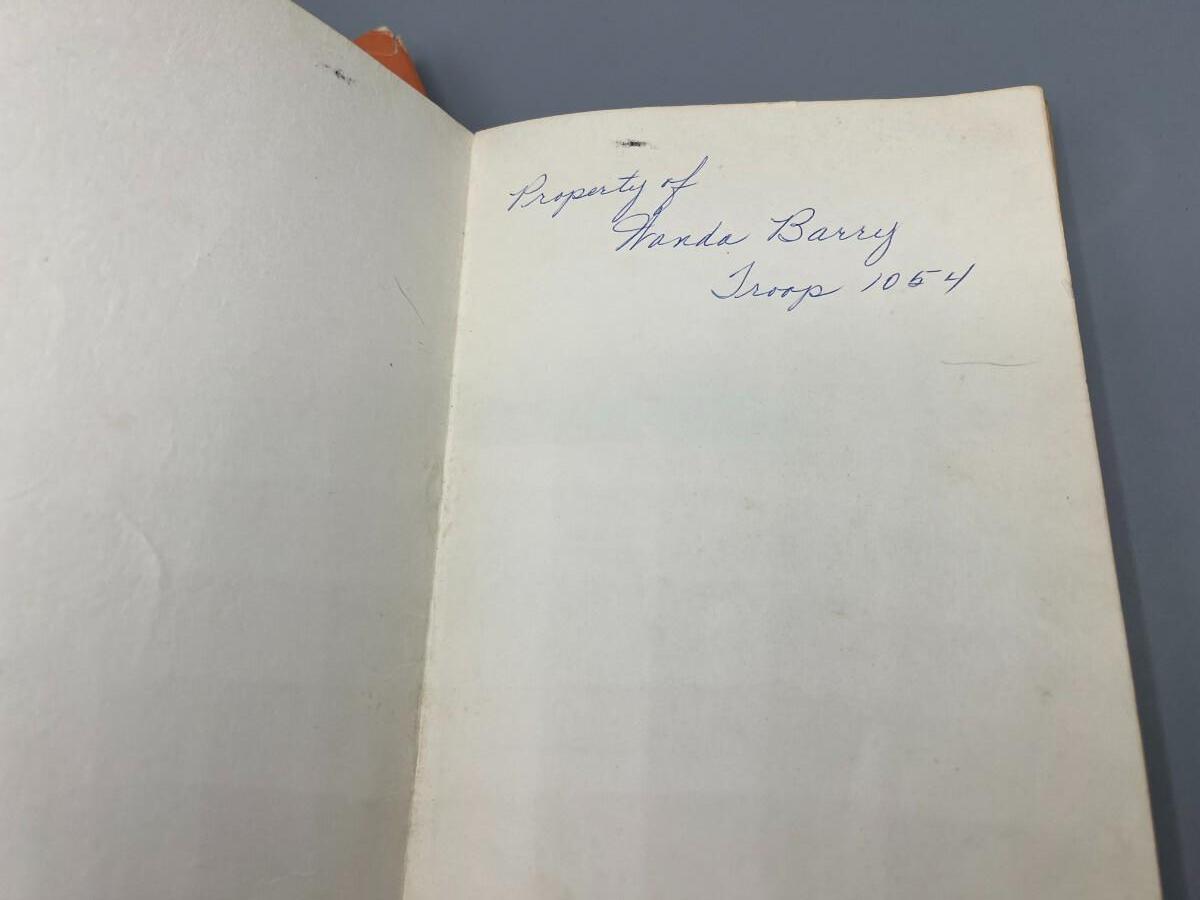 Property of
Wanda Barry
Troop 1054